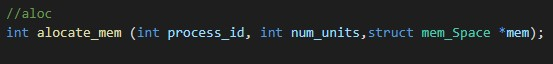 //aloc
int alocate_mem (int process_id, int num_units,struct mem_Space *mem);